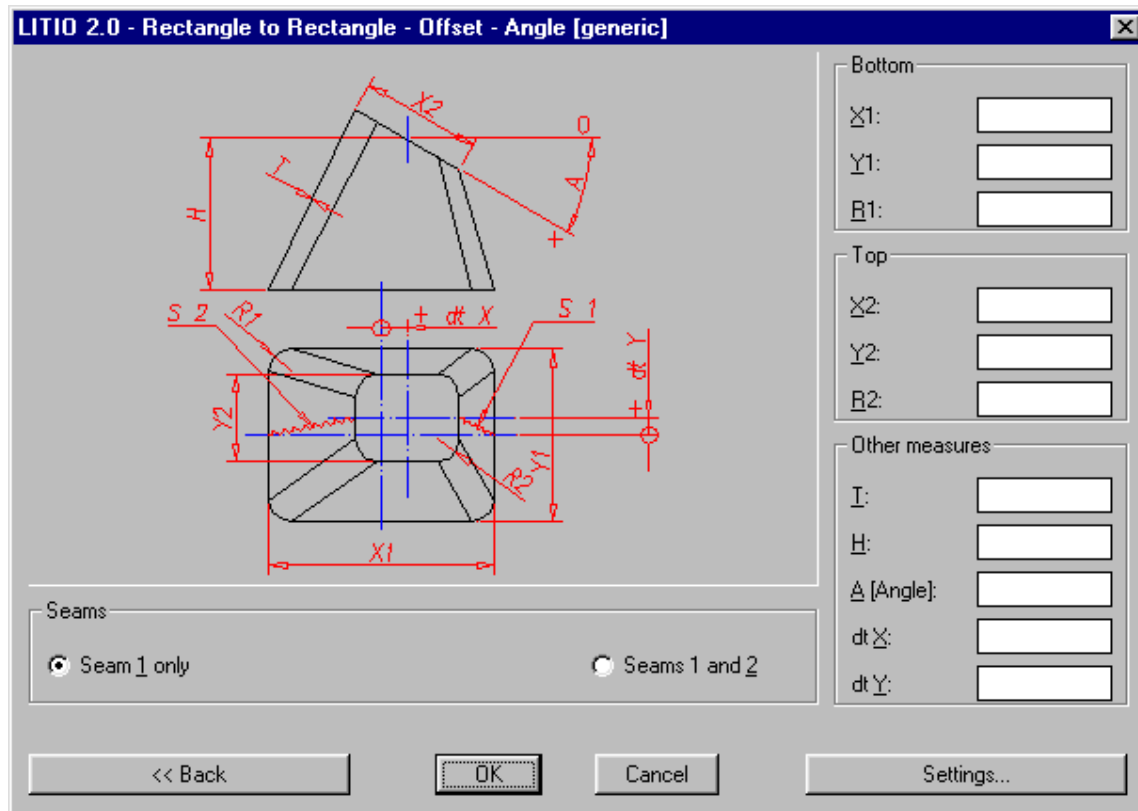 LITIO 2.0 - Rectangle to Rectangle - Offset - Angle [generic]
X2
O
T
A
H
+
S 2
R1
± dt X
S 1
± dt Y
Y2
R2
Y1
X1
Bottom
X1:
Y1:
R1:
Top
X2:
Y2:
R2:
Other measures
T:
H:
A [Angle]:
dt X:
dt Y:
Seams
Seam 1 only
Seams 1 and 2
<< Back
OK
Cancel
Settings...